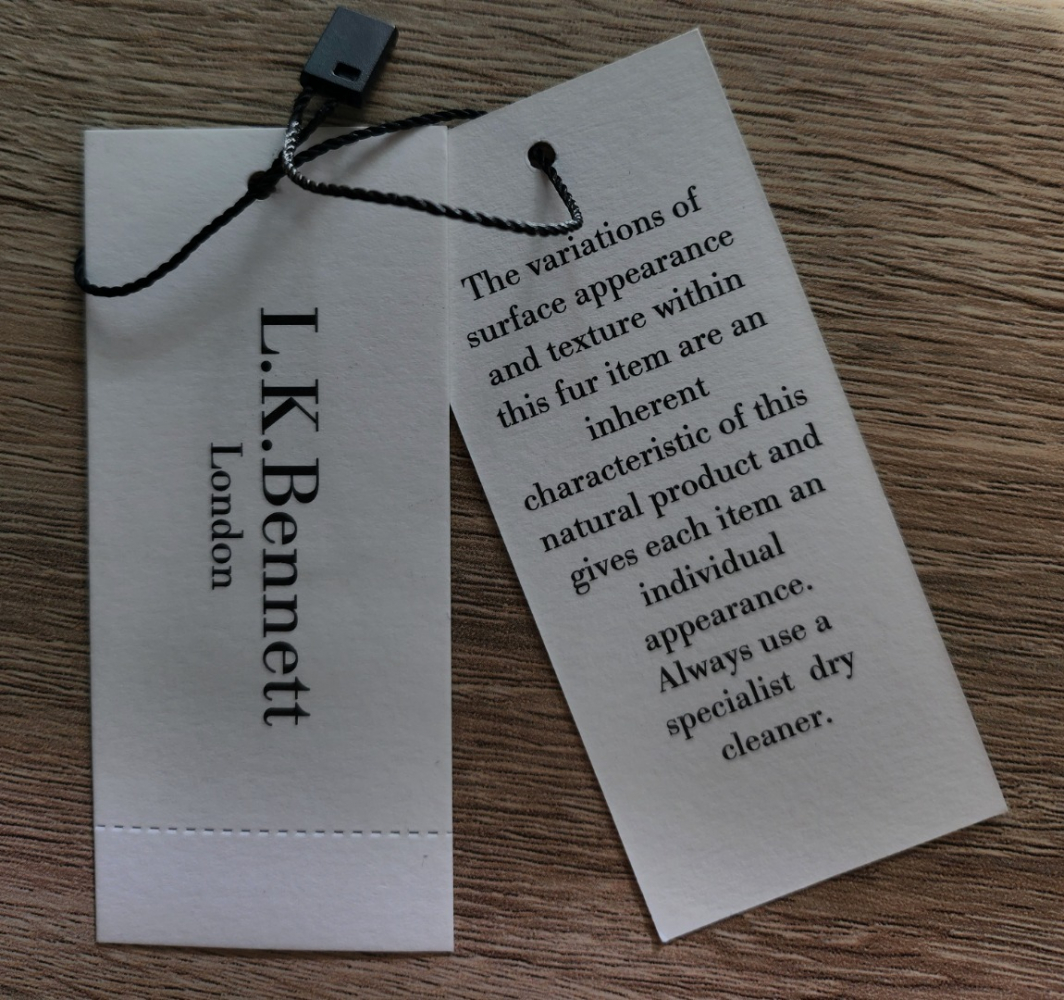 L.K.Bennett
London
The variations of
surface appearance
and texture within
this fur item are an
inherent
characteristic of this
natural product and
gives each item an
individual
appearance.
Always use a
specialist dry
cleaner.